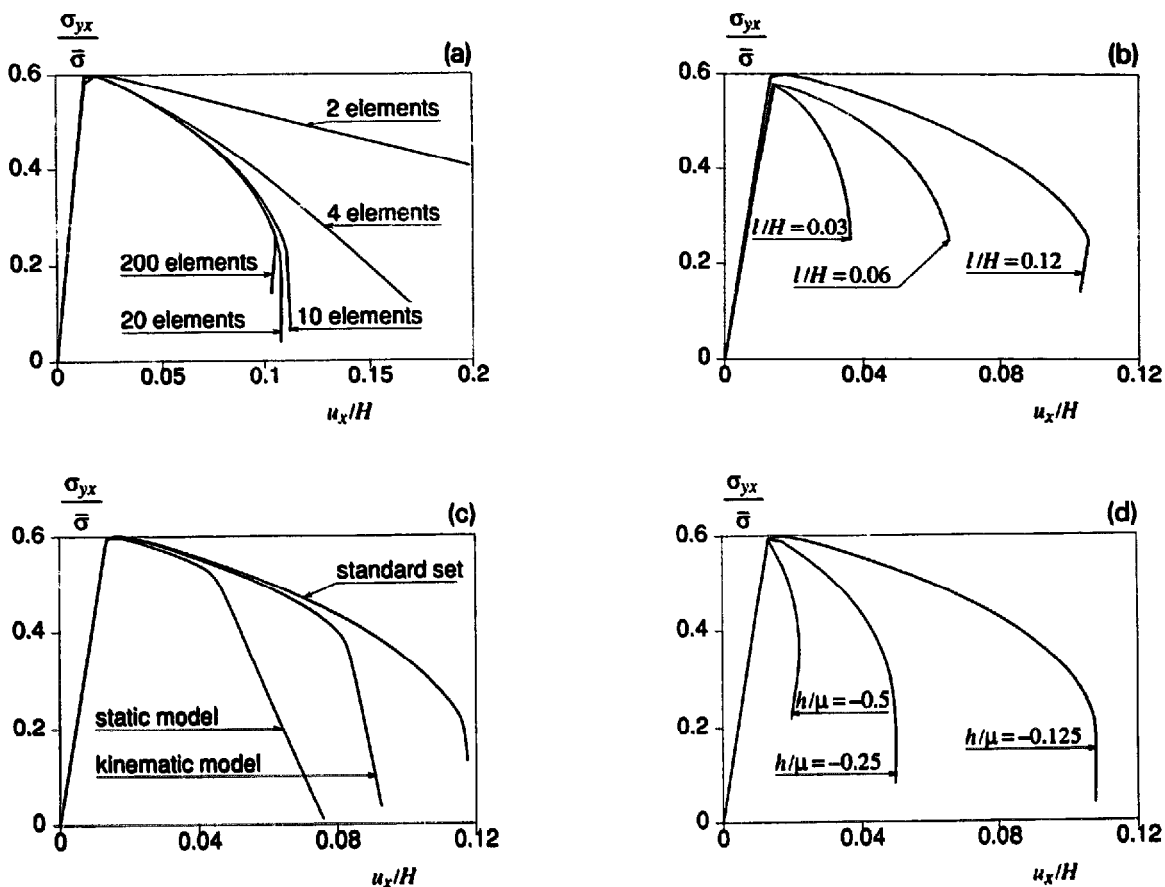 σyx
σ̄
(a)
0.6
2 elements
0.4
4 elements
200 elements
0.2
20 elements
10 elements
0
0
0.05
0.1
0.15
0.2
ux/H
σyx
σ̄
(b)
0.6
0.4
l/H = 0.03
l/H = 0.12
l/H = 0.06
0.2
0
0
0.04
0.08
0.12
ux/H
σyx
σ̄
(c)
0.6
standard set
0.4
static model
0.2
kinematic model
0
0
0.04
0.08
0.12
ux/H
σyx
σ̄
(d)
0.6
0.4
h/μ = −0.5
0.2
h/μ = −0.125
h/μ = −0.25
0
0
0.04
0.08
0.12
ux/H